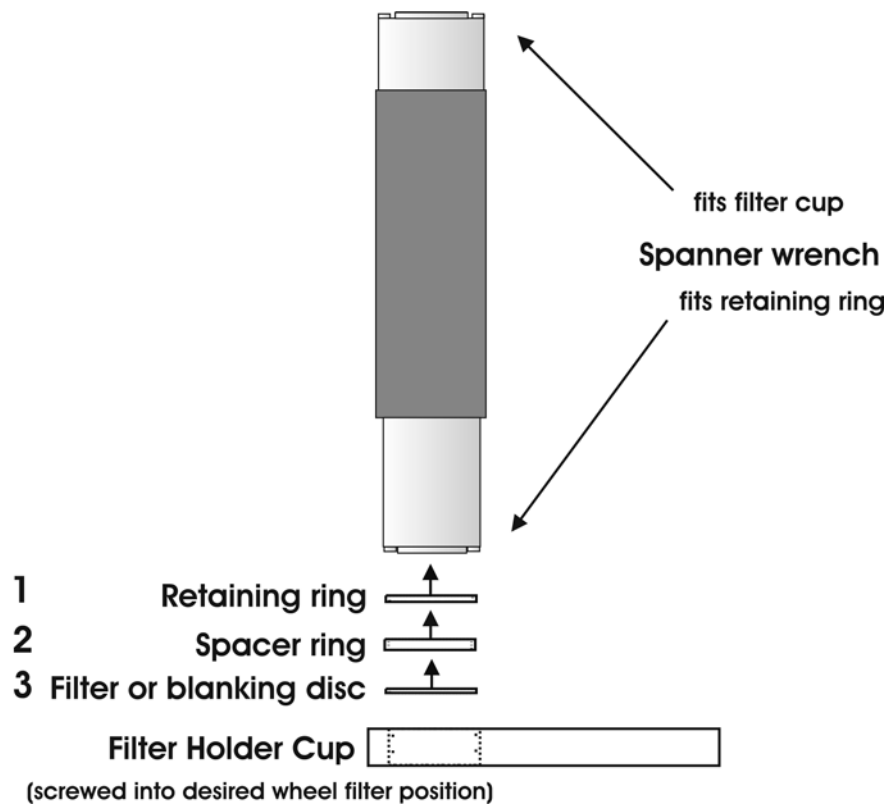 fits filter cup
Spanner wrench
fits retaining ring
1 Retaining ring
2 Spacer ring
3 Filter or blanking disc
Filter Holder Cup
(screwed into desired wheel filter position)